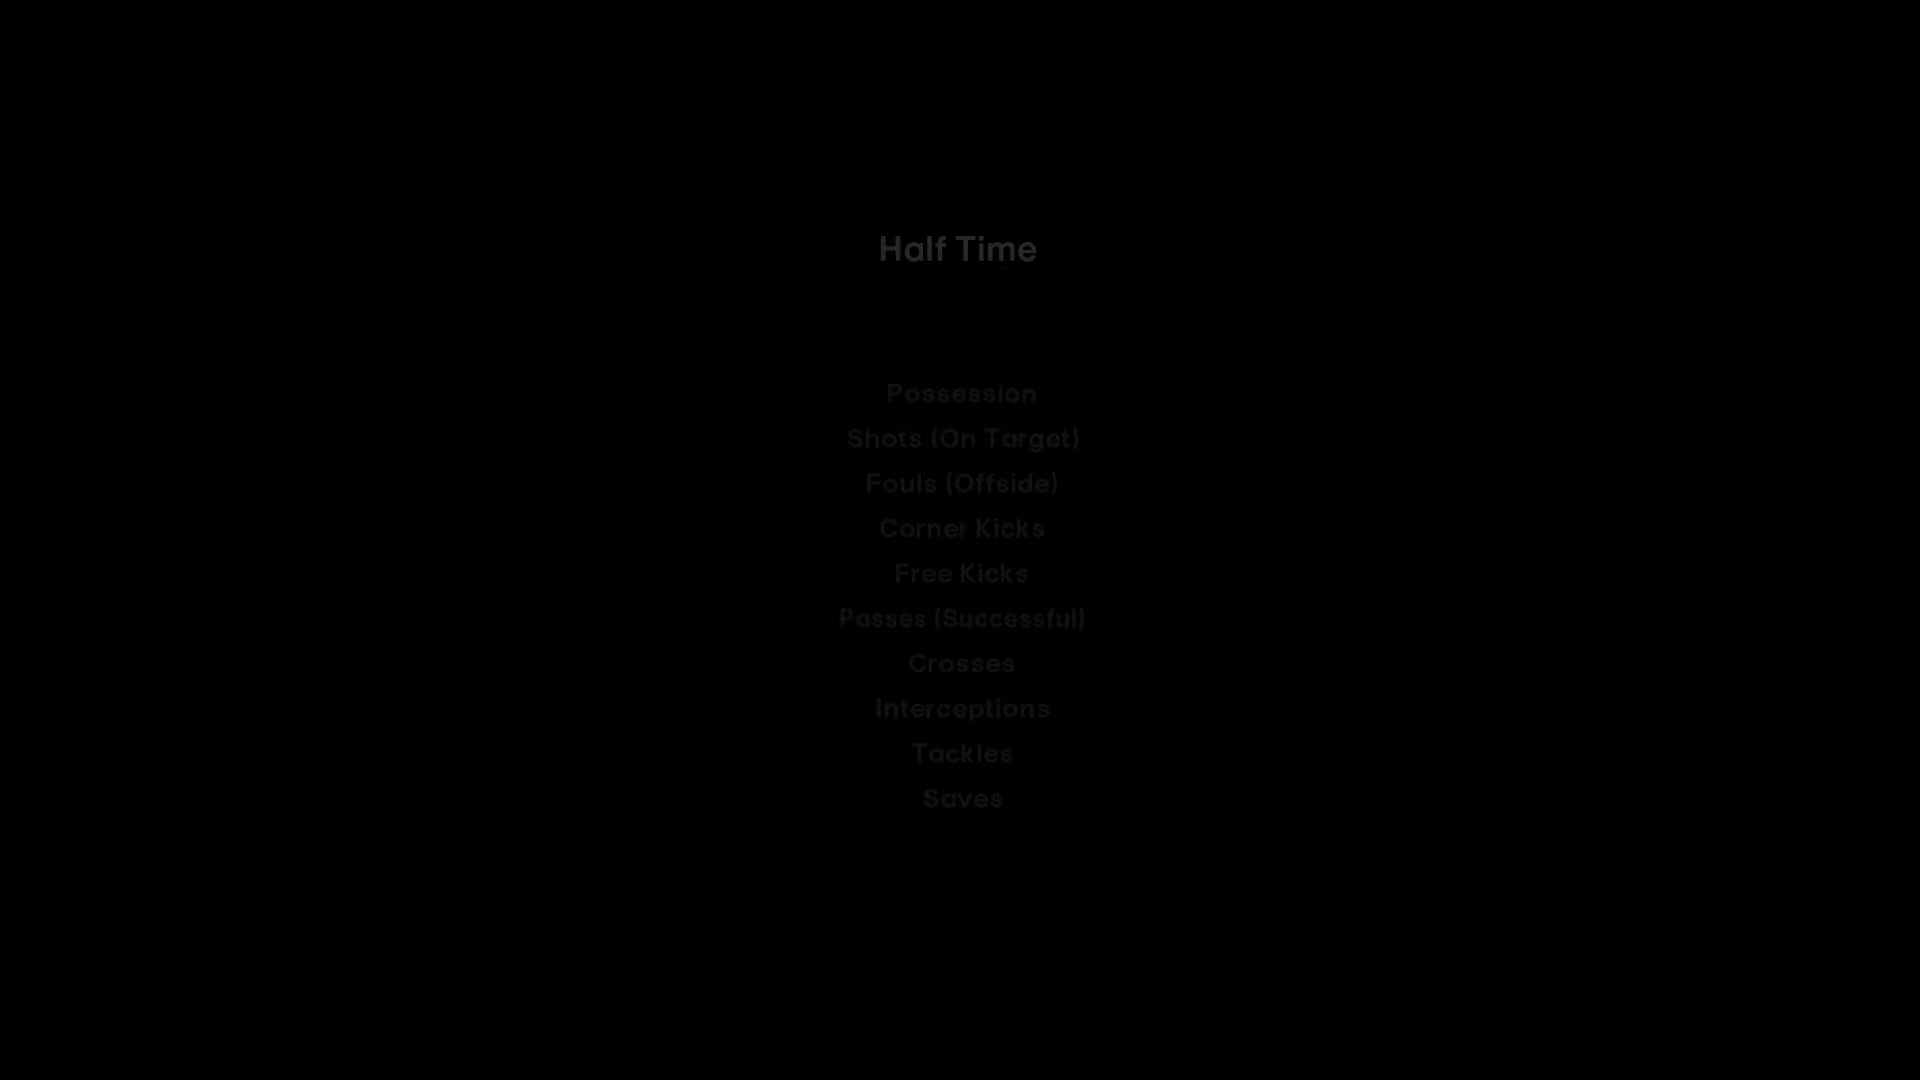 Half Time
Possession
Shots (On Target)
Fouls (Offside)
Corner Kicks
Free Kicks
Passes (Successful)
Crosses
Interceptions
Tackles
Saves